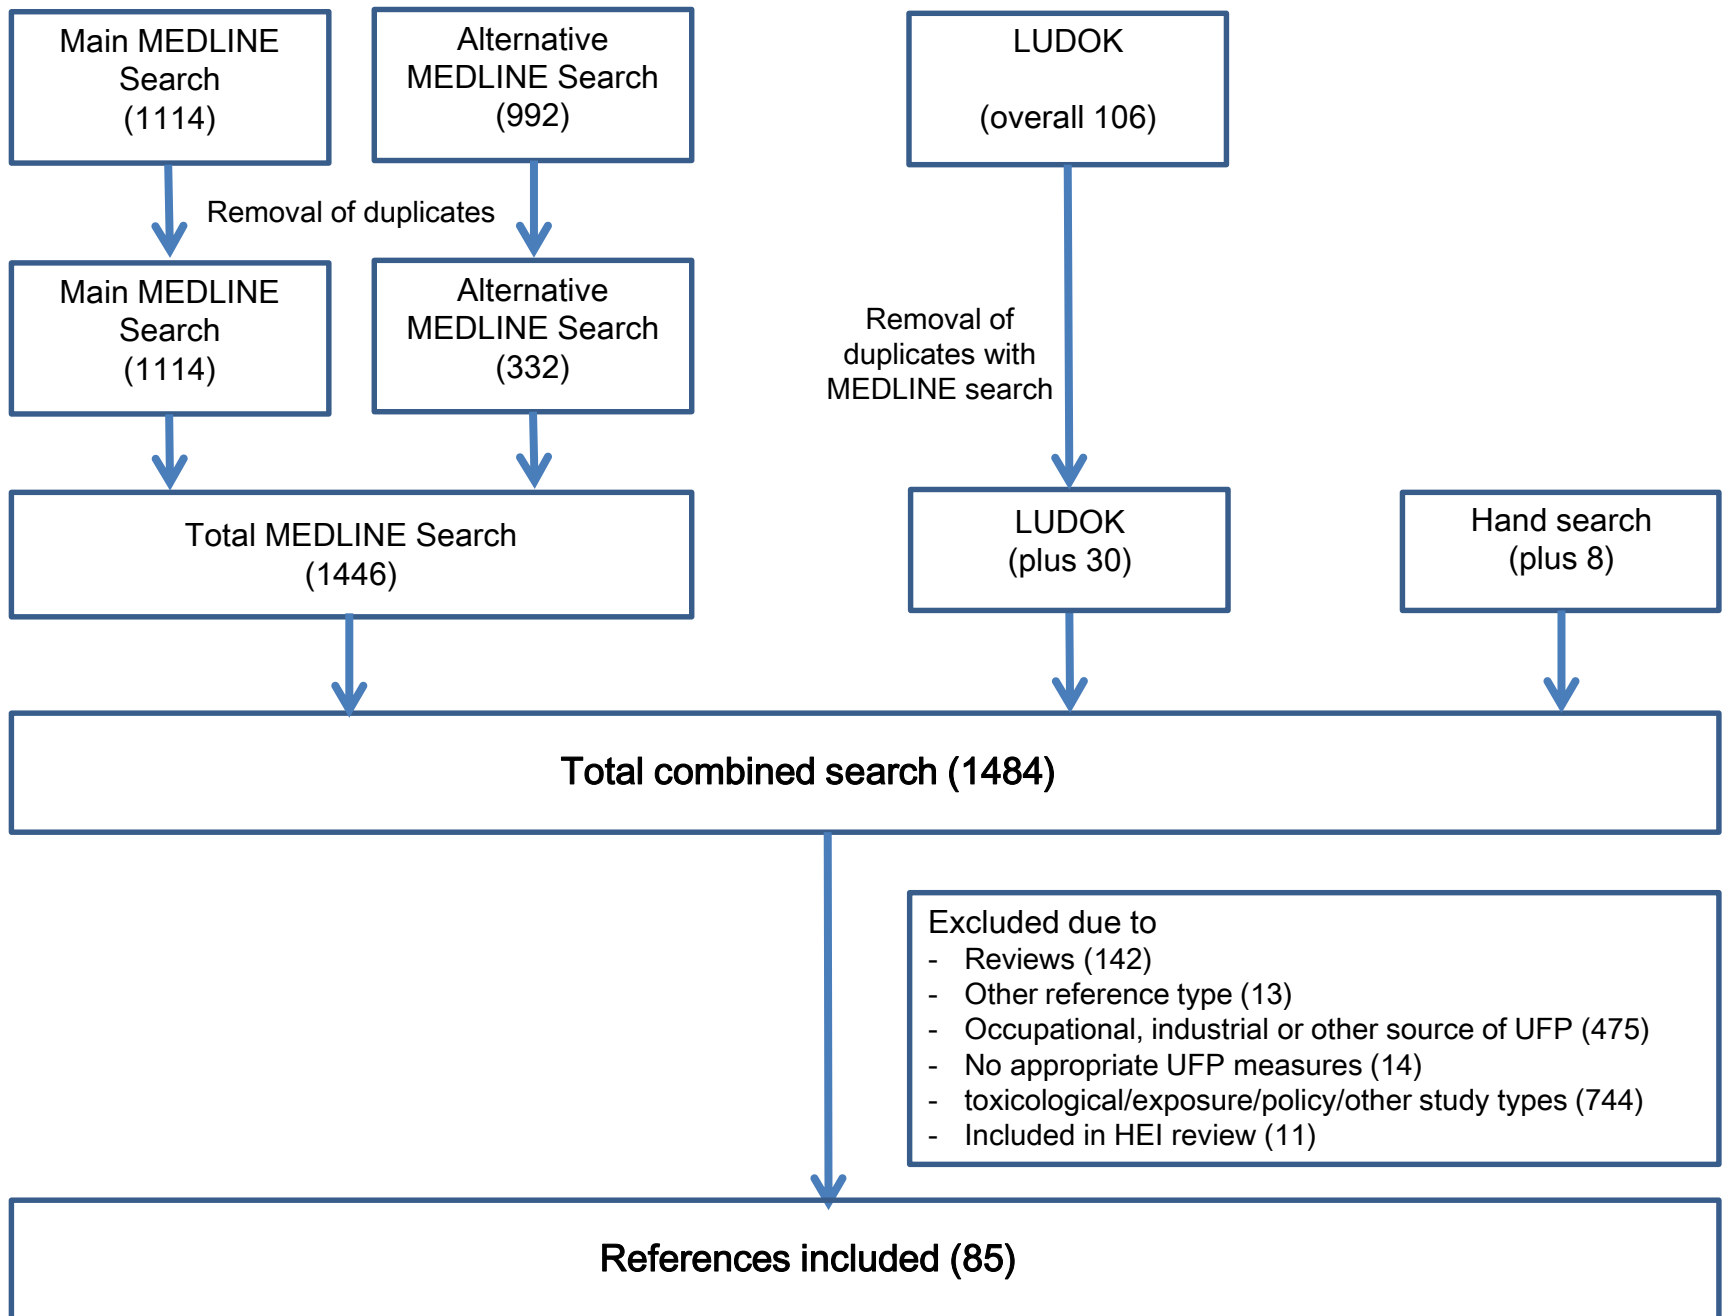 Main MEDLINE
Search
(1114)
Alternative
MEDLINE Search
(992)
LUDOK
(overall 106)
Removal of duplicates
Main MEDLINE
Search
(1114)
Alternative
MEDLINE Search
(332)
Removal of
duplicates with
MEDLINE search
Total MEDLINE Search
(1446)
LUDOK
(plus 30)
Hand search
(plus 8)
Total combined search (1484)
Excluded due to
- Reviews (142)
- Other reference type (13)
- Occupational, industrial or other source of UFP (475)
- No appropriate UFP measures (14)
- toxicological/exposure/policy/other study types (744)
- Included in HEI review (11)
References included (85)